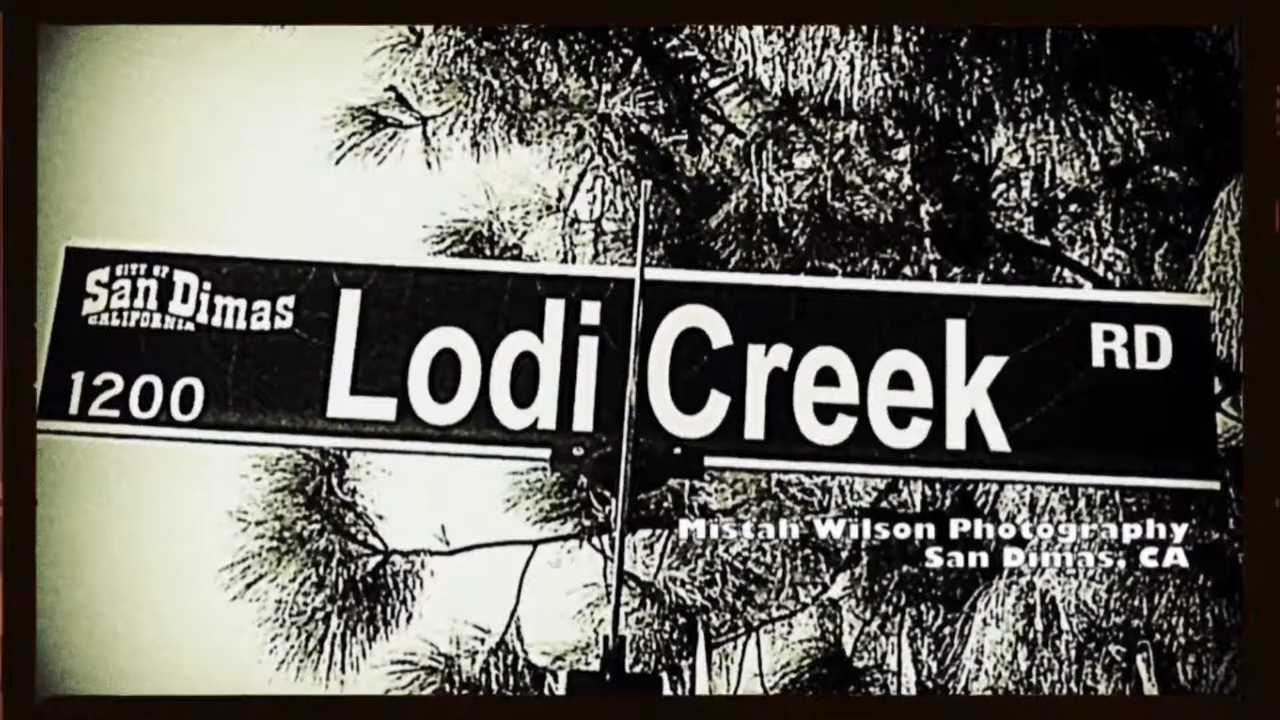 CITY OF
San Dimas
CALIFORNIA
1200
Lodi Creek RD
Mistah Wilson Photography
San Dimas, CA